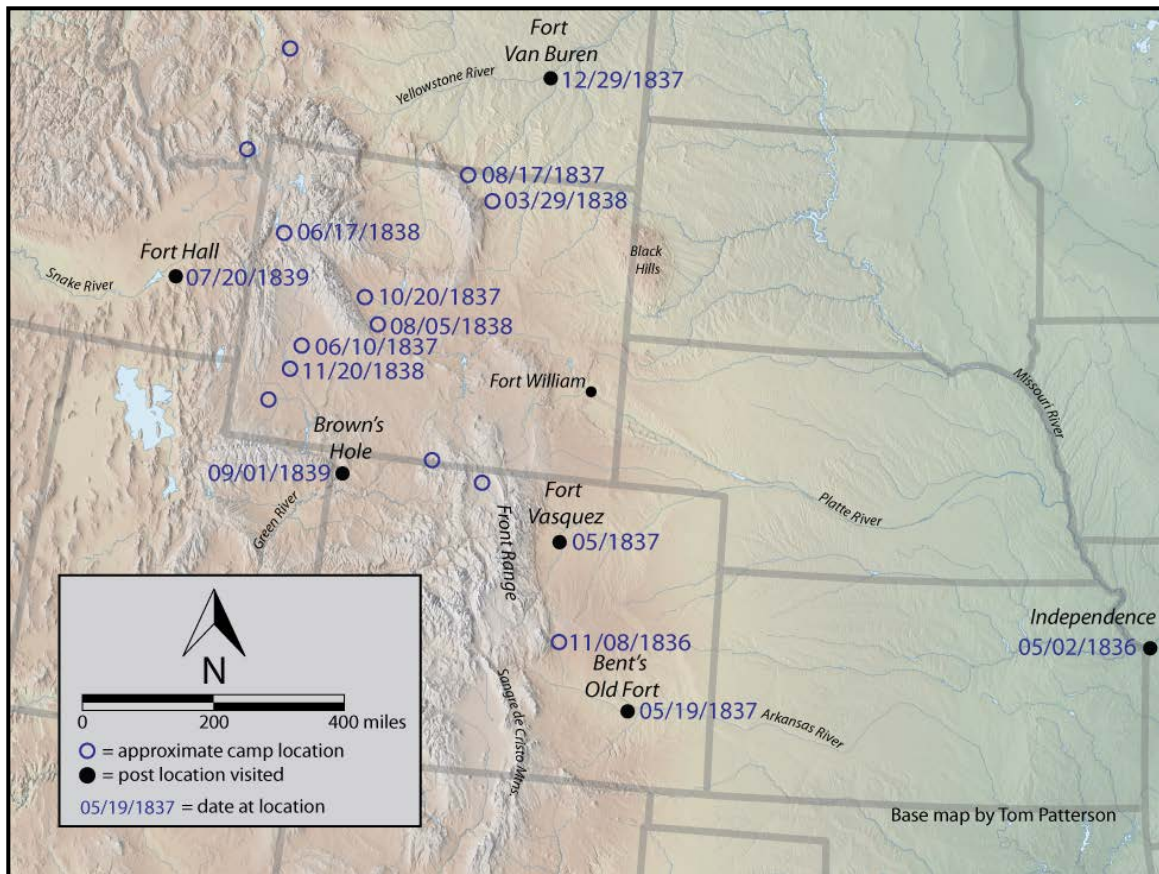 Fort
Van Buren
12/29/1837
Yellowstone River
08/17/1837
03/29/1838
06/17/1838
Fort Hall
07/20/1839
Snake River
Black
Hills
10/20/1837
08/05/1838
06/10/1837
11/20/1838
Fort William
Missouri River
Brown's
Hole
09/01/1839
Green River
Fort
Vasquez
05/1837
Platte River
Front Range
Independence
05/02/1836
11/08/1836
Bent's
Old Fort
05/19/1837
Arkansas River
Sangre de Cristo Mtns.
N
0 200 400 miles
= approximate camp location
= post location visited
05/19/1837 = date at location
Base map by Tom Patterson